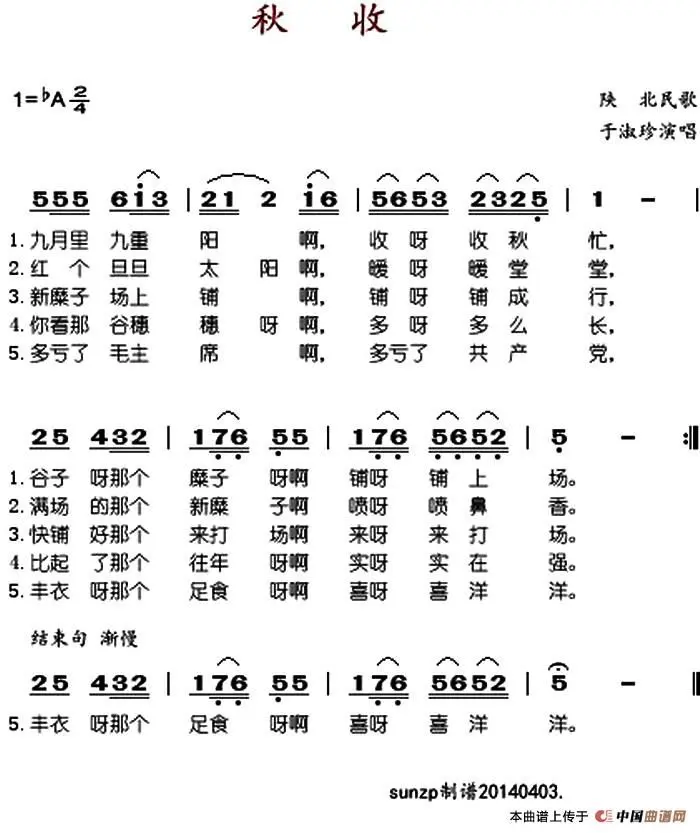 秋 收
1=♭A 2/4
陕 北民歌
于淑珍演唱
555 6i3 | 21 2 i6 | 5653 2325 | 1 － |
1. 九月里 九重 阳 啊, 收 呀 收 秋 忙,
2. 红 个 旦旦 太 阳 啊, 暖 呀 暖 堂 堂,
3. 新糜子 场上 铺 啊, 铺 呀 铺 成 行,
4. 你看那 谷穗 穗 呀 啊, 多 呀 多 么 长,
5. 多亏了 毛主 席 啊, 多亏了 共 产 党,
25 432 | 176 55 | 176 5652 | 5 － :||
1. 谷子 呀那个 糜子 呀啊 铺呀 铺 上 场。
2. 满场 的那个 新糜 子啊 喷呀 喷 鼻 香。
3. 快铺 好那个 来打 场啊 来呀 来 打 场。
4. 比起 了那个 往年 呀啊 实呀 实 在 强。
5. 丰衣 呀那个 足食 呀啊 喜呀 喜 洋 洋。
结束句 渐慢
25 432 | 176 55 | 176 5652 | 5 － ||
5. 丰衣 呀那个 足食 呀啊 喜呀 喜 洋 洋。
sunzp制谱20140403.
本曲谱上传于 中国曲谱网